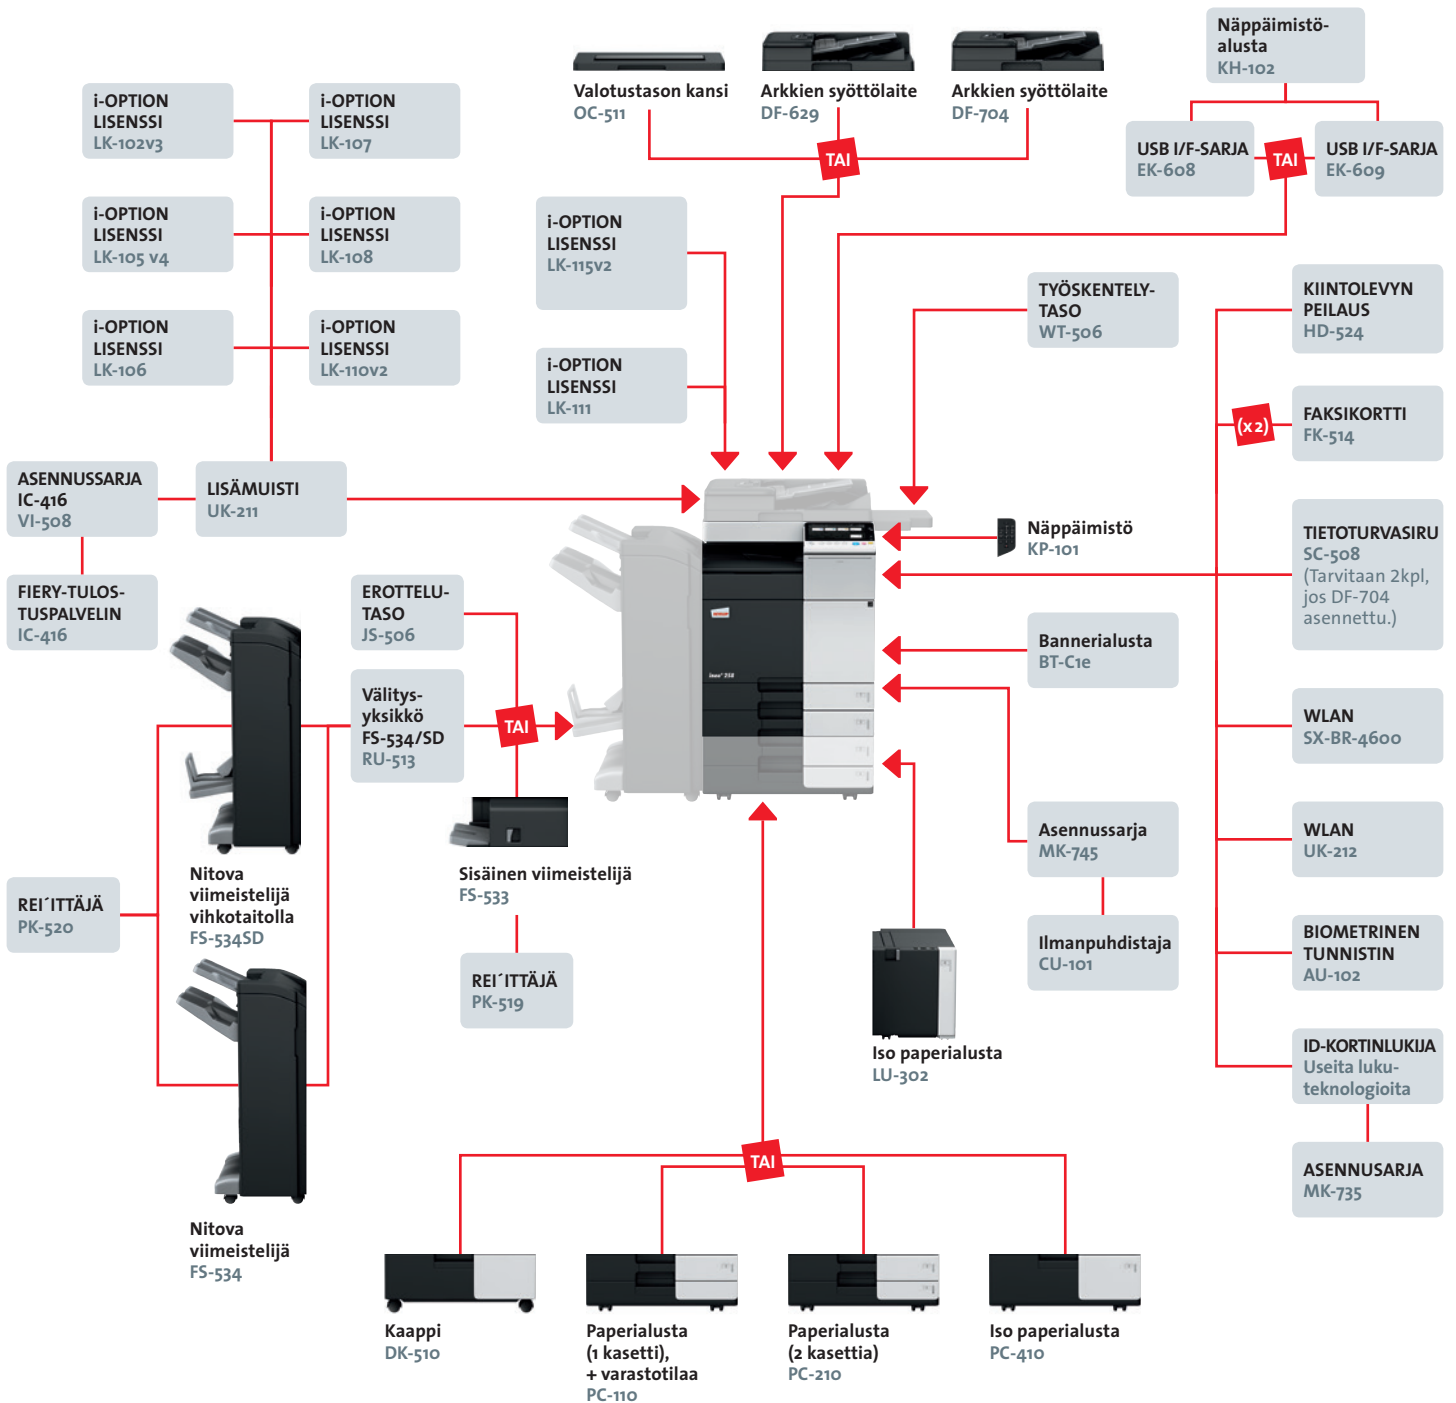 Valotustason kansi
OC-511
Arkkien syöttölaite
DF-629
Arkkien syöttölaite
DF-704
TAI
Näppäimistö-
alusta
KH-102
USB I/F-SARJA
EK-608
TAI
USB I/F-SARJA
EK-609
i-OPTION
LISENSSI
LK-102v3
i-OPTION
LISENSSI
LK-107
i-OPTION
LISENSSI
LK-105 v4
i-OPTION
LISENSSI
LK-108
i-OPTION
LISENSSI
LK-106
i-OPTION
LISENSSI
LK-110v2
i-OPTION
LISENSSI
LK-115v2
i-OPTION
LISENSSI
LK-111
TYÖSKENTELY-
TASO
WT-506
KIINTOLEVYN
PEILAUS
HD-524
(x2)
FAKSIKORTTI
FK-514
ASENNUSSARJA
IC-416
VI-508
LISÄMUISTI
UK-211
FIERY-TULOS-
TUSPALVELIN
IC-416
Näppäimistö
KP-101
TIETOTURVASIRU
SC-508
(Tarvitaan 2kpl,
jos DF-704
asennettu.)
EROTTELU-
TASO
JS-506
Välitys-
yksikkö
FS-534/SD
RU-513
TAI
Bannerialusta
BT-C1e
WLAN
SX-BR-4600
Asennussarja
MK-745
WLAN
UK-212
Nitova
viimeistelijä
vihkotaitolla
FS-534SD
Sisäinen viimeistelijä
FS-533
REI´ITTÄJÄ
PK-520
REI´ITTÄJÄ
PK-519
Ilmanpuhdistaja
CU-101
BIOMETRINEN
TUNNISTIN
AU-102
Iso paperialusta
LU-302
ID-KORTINLUKIJA
Useita luku-
teknologioita
ASENNUSARJA
MK-735
Nitova
viimeistelijä
FS-534
TAI
Kaappi
DK-510
Paperialusta
(1 kasetti),
+ varastotilaa
PC-110
Paperialusta
(2 kasettia)
PC-210
Iso paperialusta
PC-410